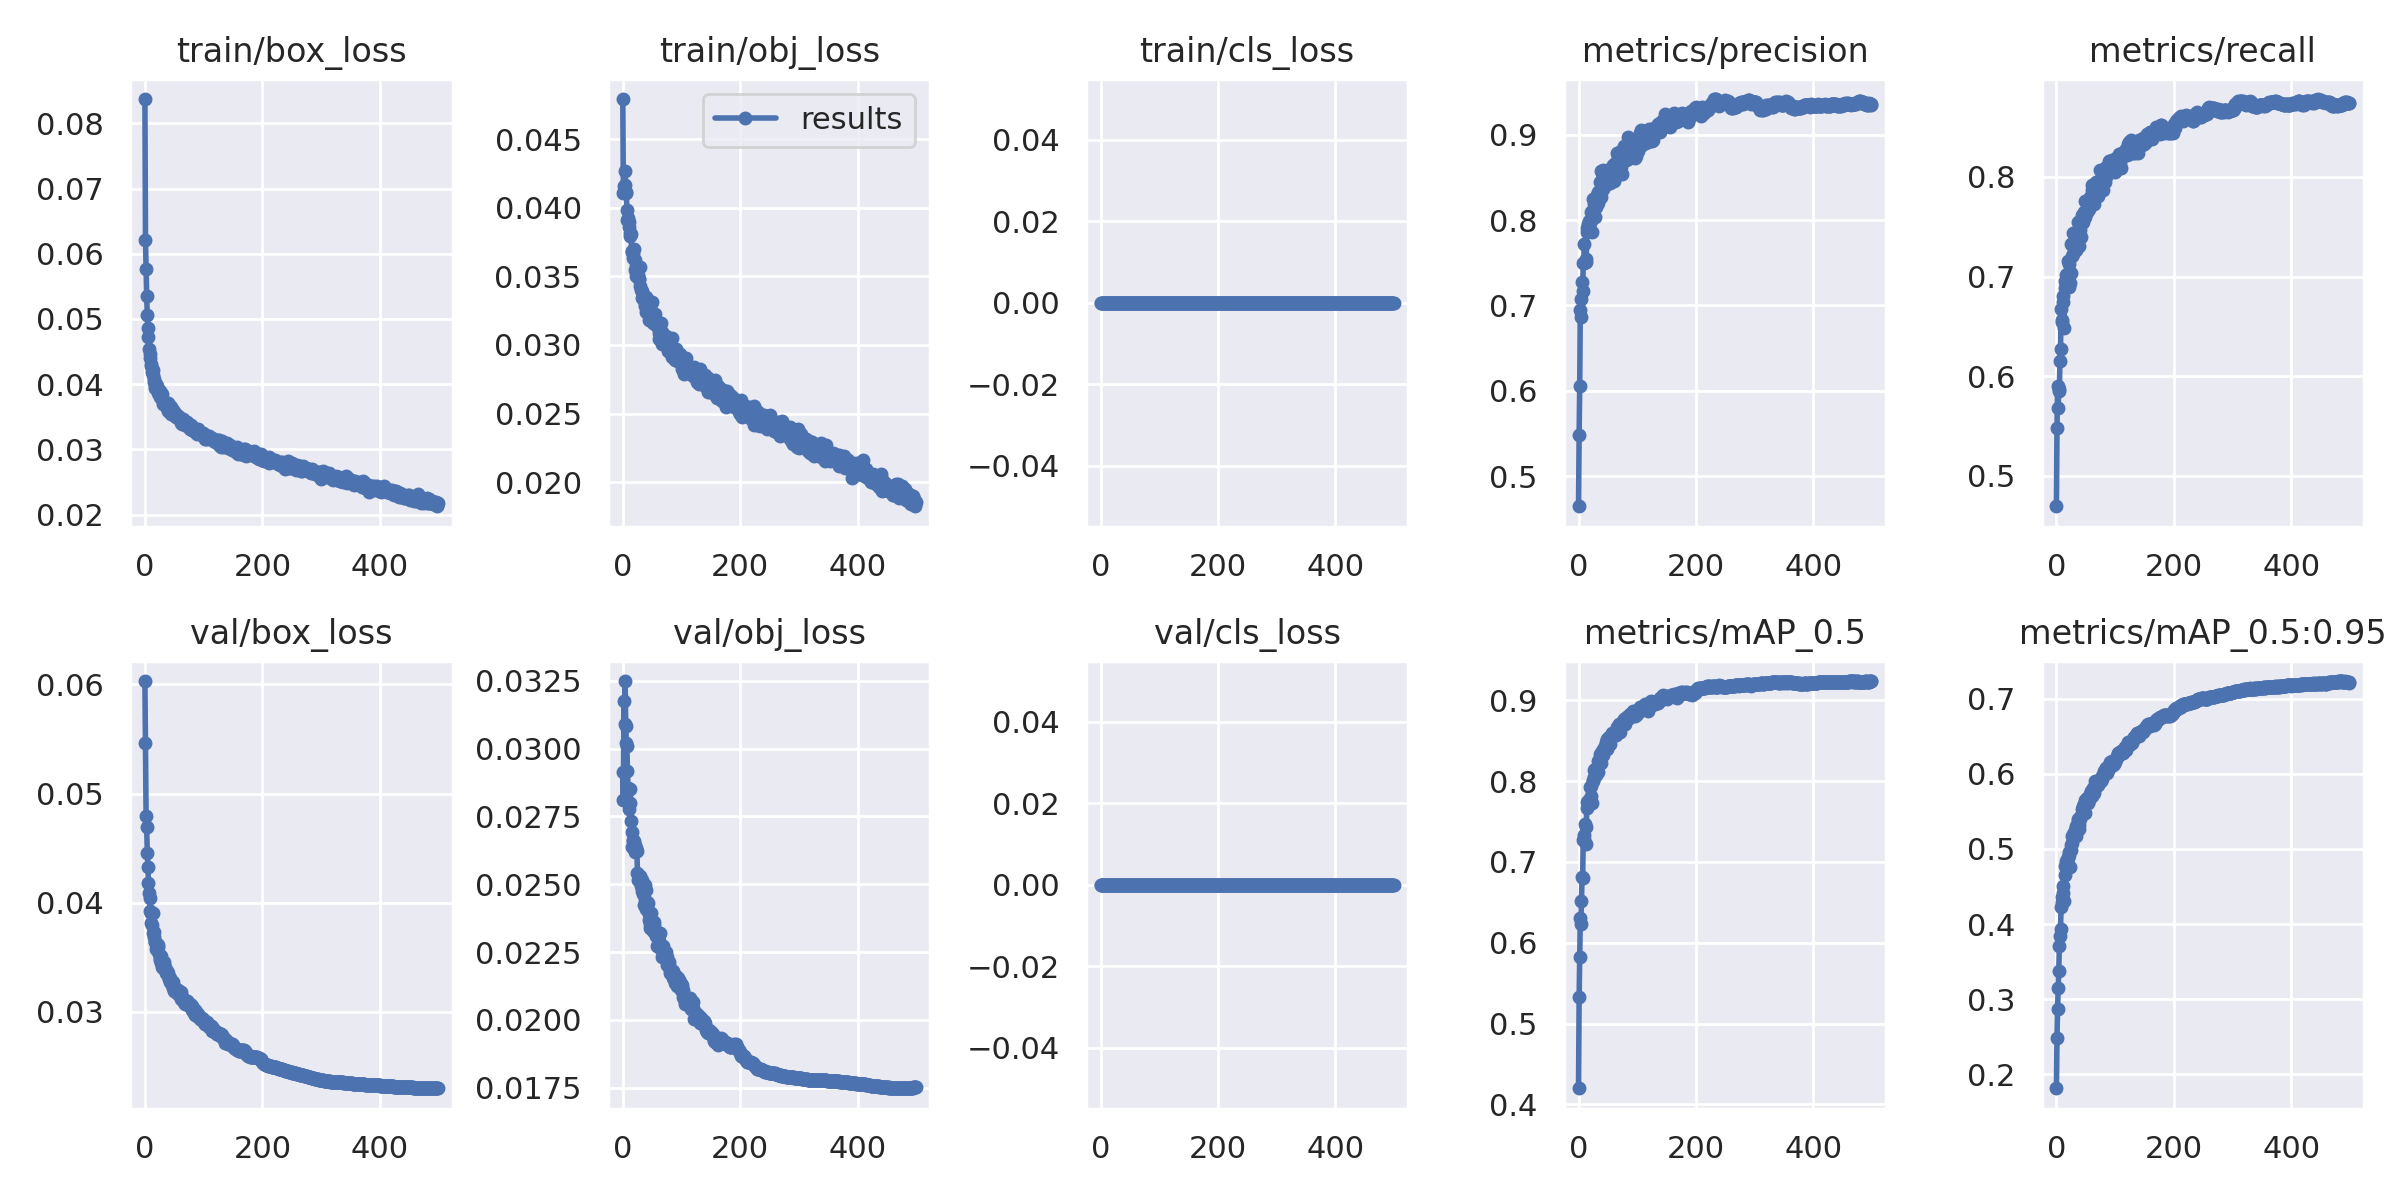 train/box_loss
0.08
0.07
0.06
0.05
0.04
0.03
0.02
0 200 400
train/obj_loss
results
0.045
0.040
0.035
0.030
0.025
0.020
0 200 400
train/cls_loss
0.04
0.02
0.00
−0.02
−0.04
0 200 400
metrics/precision
0.9
0.8
0.7
0.6
0.5
0 200 400
metrics/recall
0.8
0.7
0.6
0.5
0 200 400
val/box_loss
0.06
0.05
0.04
0.03
0 200 400
val/obj_loss
0.0325
0.0300
0.0275
0.0250
0.0225
0.0200
0.0175
0 200 400
val/cls_loss
0.04
0.02
0.00
−0.02
−0.04
0 200 400
metrics/mAP_0.5
0.9
0.8
0.7
0.6
0.5
0.4
0 200 400
metrics/mAP_0.5:0.95
0.7
0.6
0.5
0.4
0.3
0.2
0 200 400